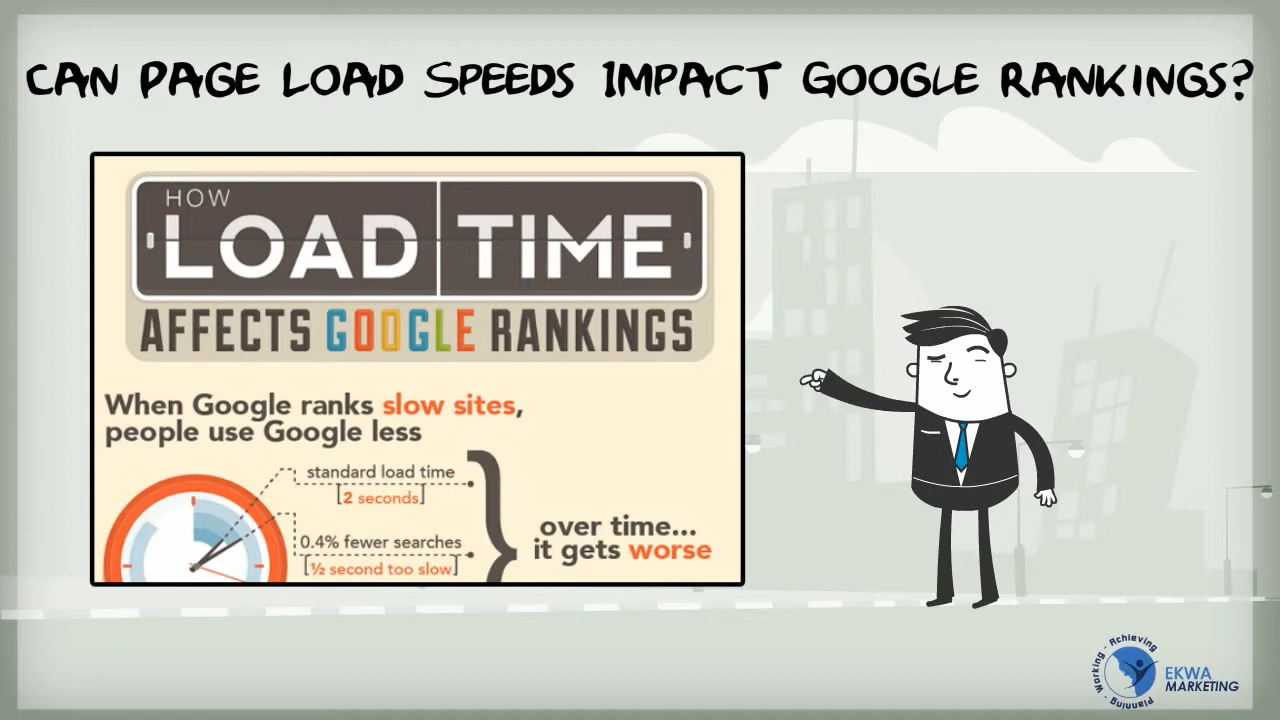 CAN PAGE LOAD SPEEDS IMPACT GOOGLE RANKINGS?
HOW
LOAD TIME
AFFECTS GOOGLE RANKINGS
When Google ranks slow sites,
people use Google less
standard load time
[2 seconds]
0.4% fewer searches
[½ second too slow]
over time...
it gets worse
Planning - Working - Achieving
EKWA
MARKETING